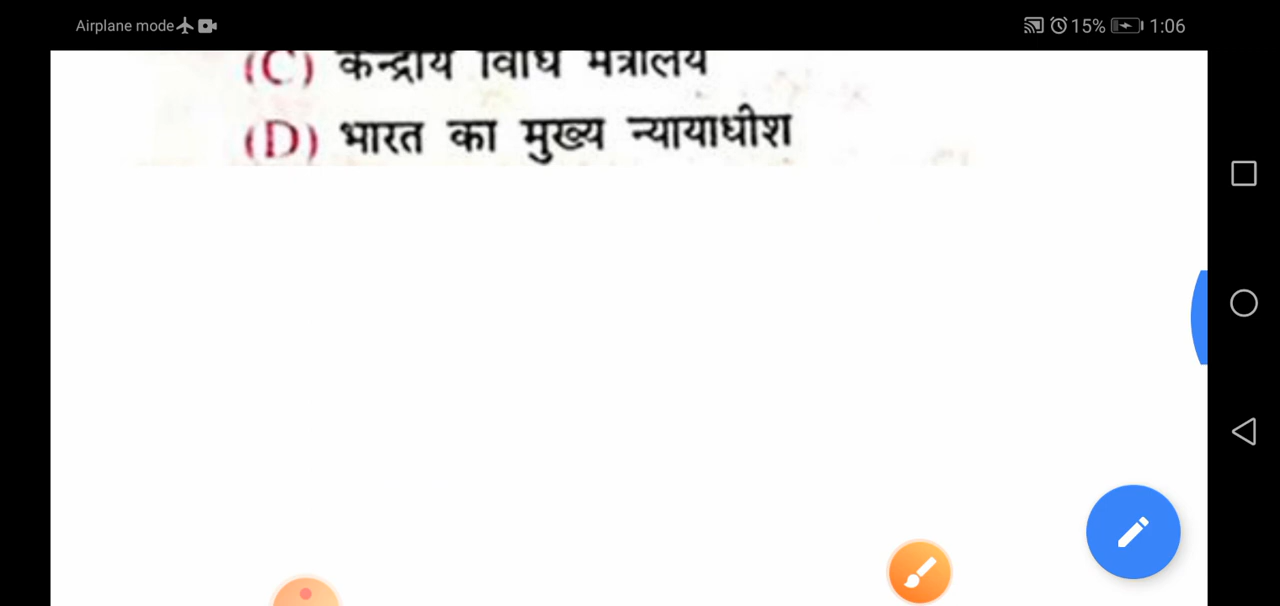 Airplane mode 15% 1:06
(C) केन्द्रीय विधि मंत्रालय
(D) भारत का मुख्य न्यायाधीश